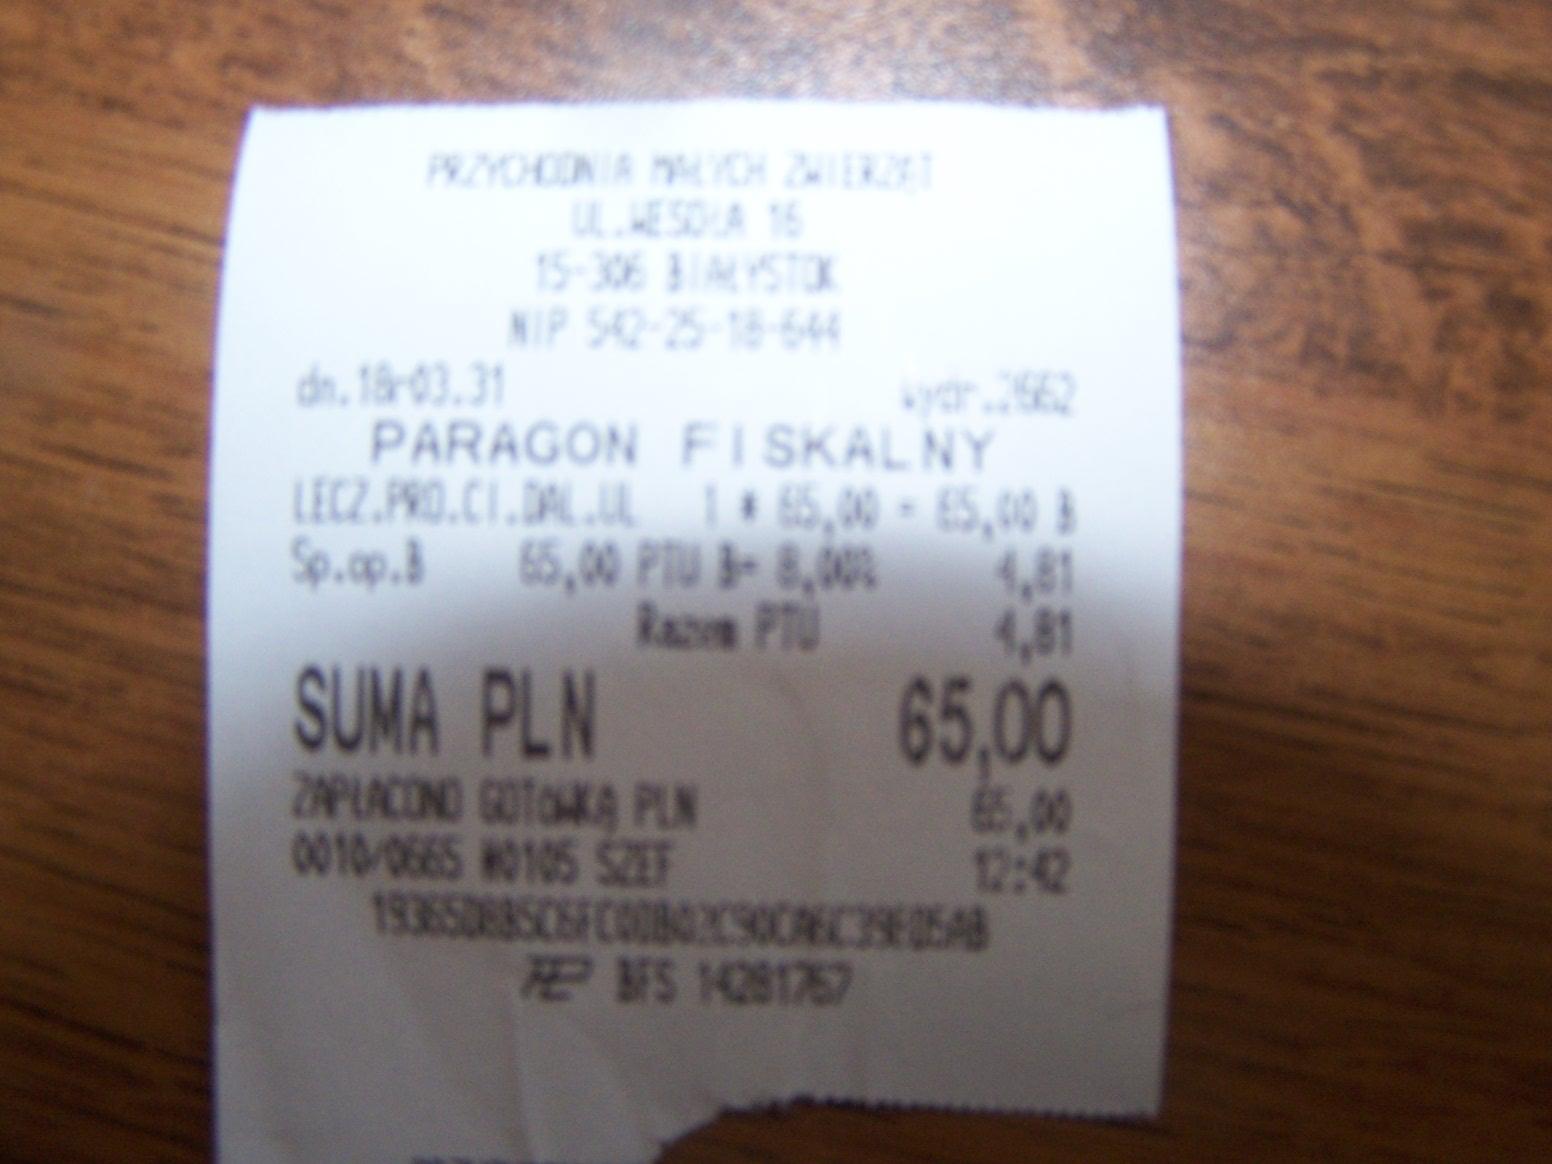 PRZYCHODNIA MAŁYCH ZWIERZĄT
UL.WESOŁA 16
15-306 BIAŁYSTOK
NIP 542-25-18-644
dn.18r03.31 wydr.2662
PARAGON FISKALNY
LECZ.PRO.CI.DAL.UL 1 * 65,00 = 65,00 B
Sp.op.B 65,00 PTU B= 8,00% 4,81
Razem PTU 4,81
SUMA PLN 65,00
ZAPŁACONO GOTÓWKĄ PLN 65,00
0010/0665 #0105 SZEF 12:42
BFS 14281767